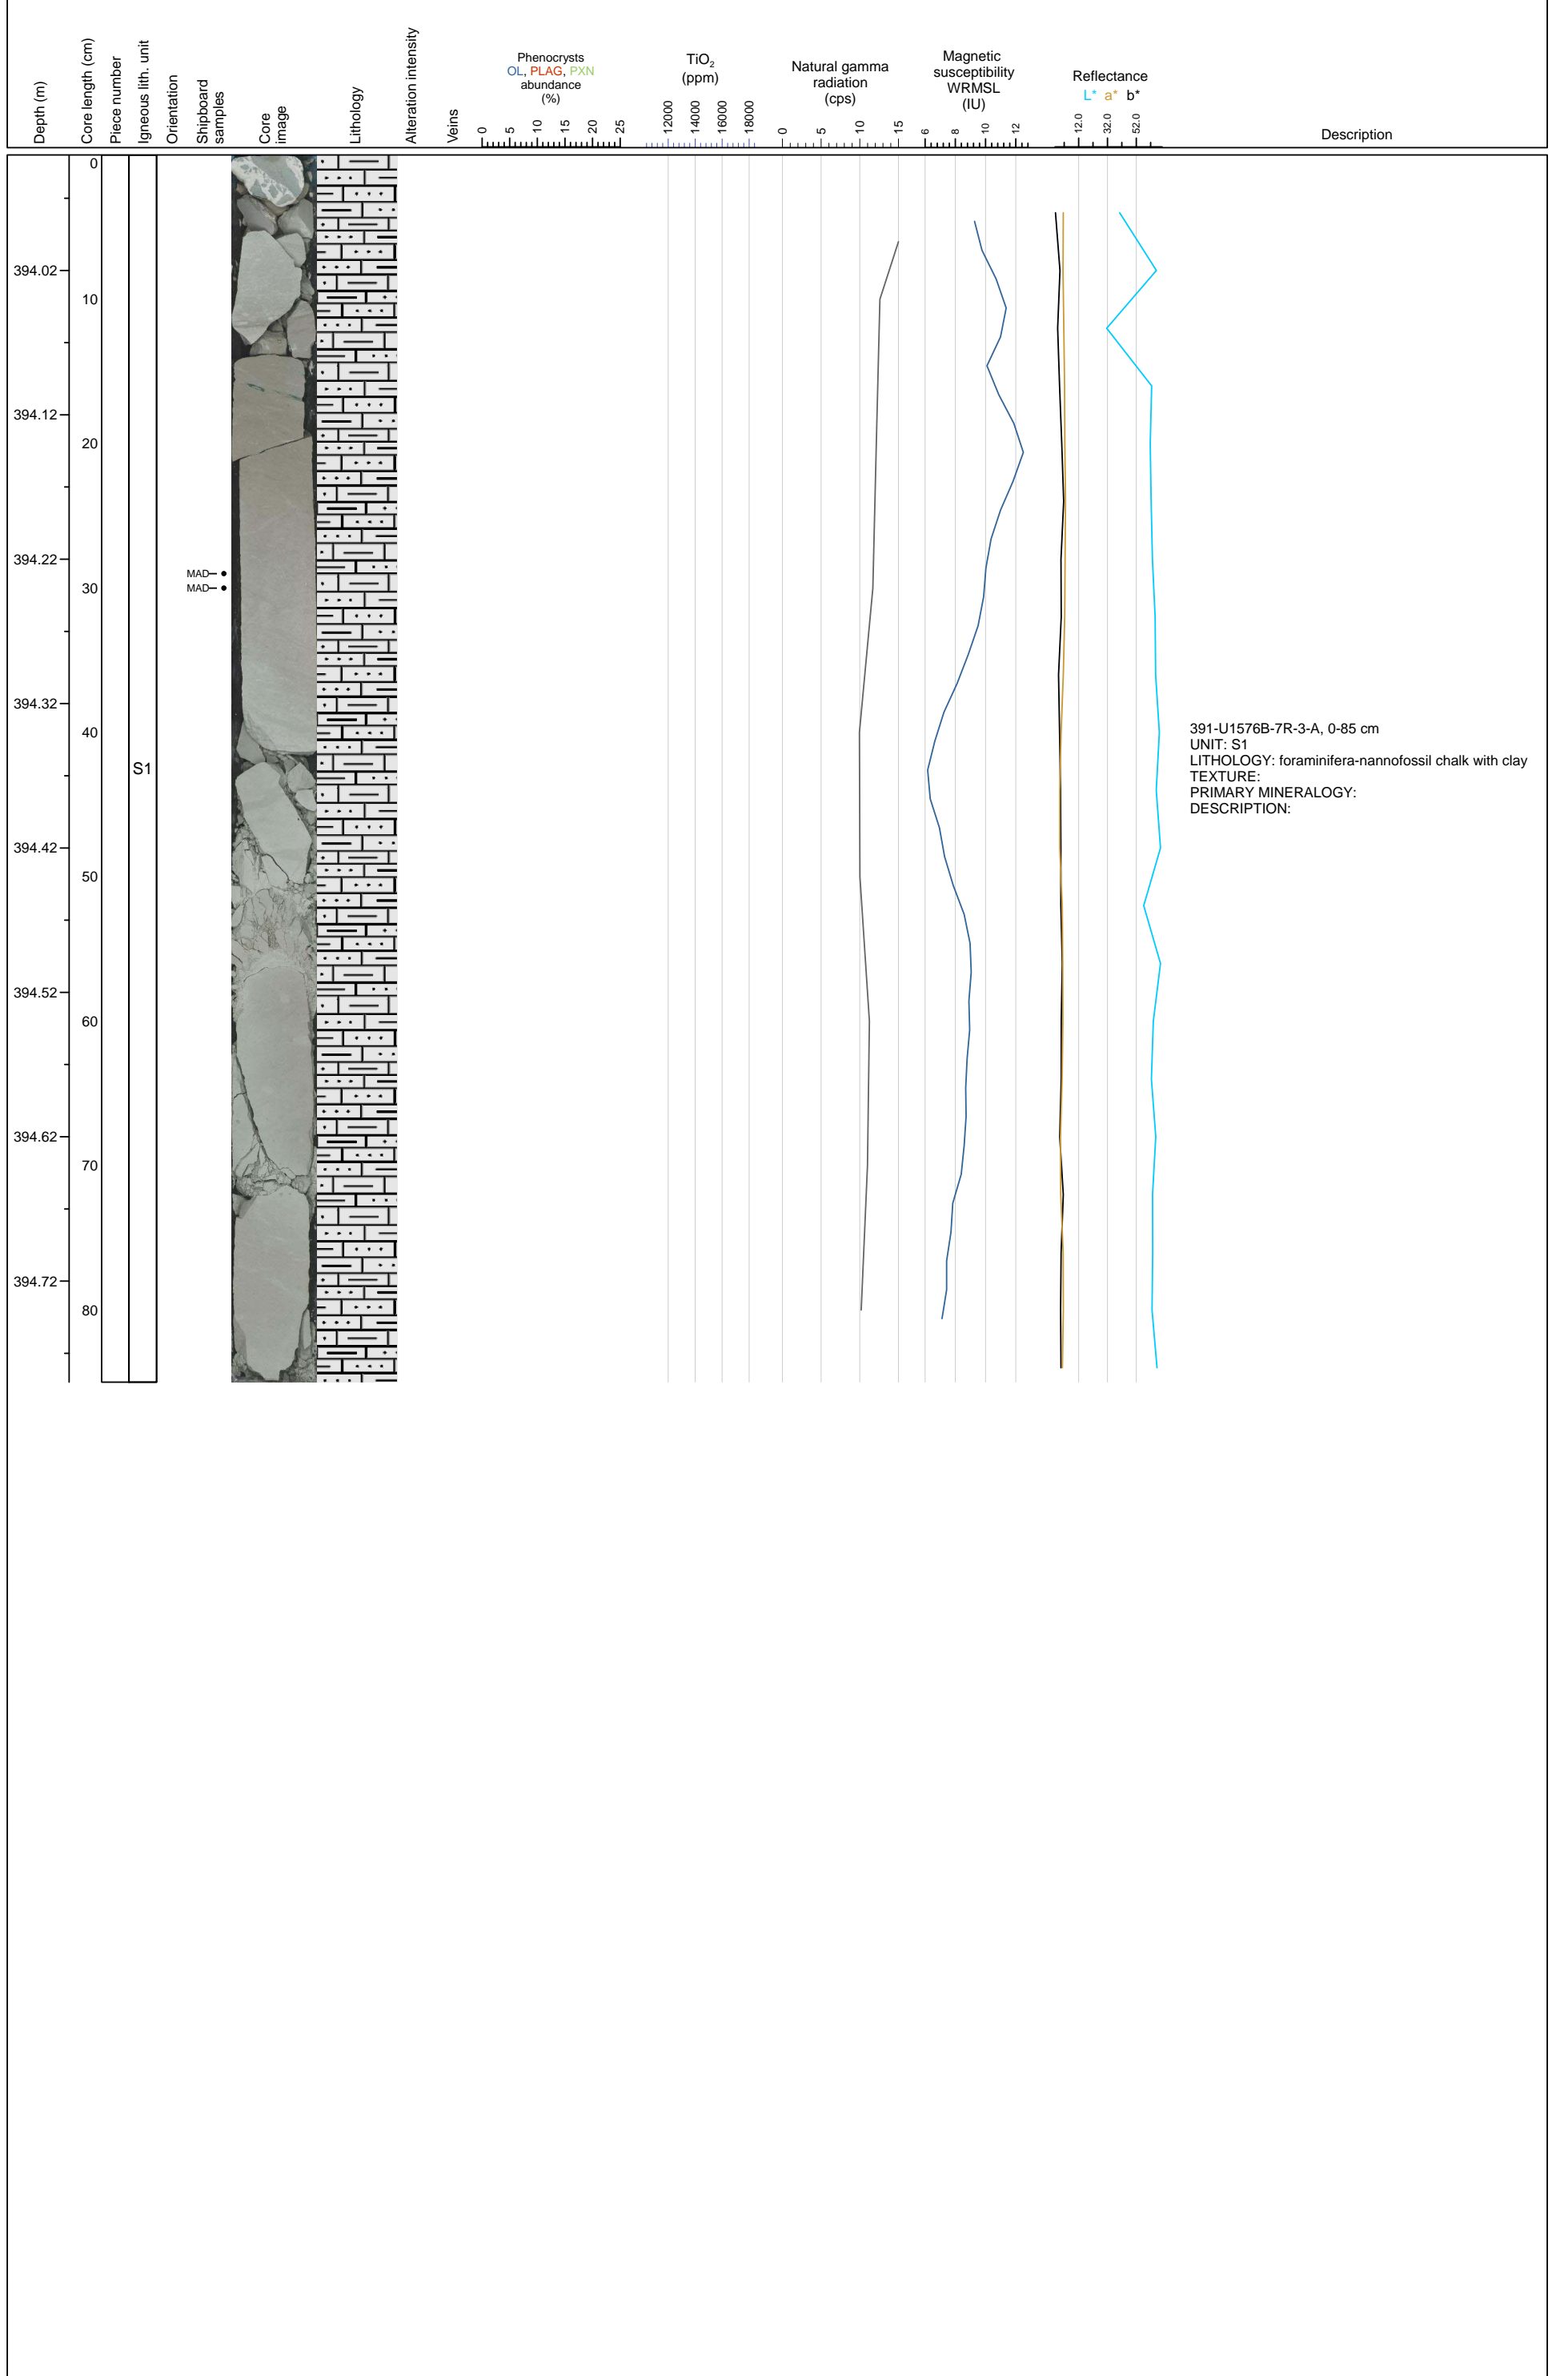 Depth (m)
Core length (cm)
Piece number
Igneous lith. unit
Orientation
Shipboard
samples
Core
image
Lithology
Alteration intensity
Veins
Phenocrysts
OL, PLAG, PXN
abundance
(%)
0 5 10 15 20 25
TiO2
(ppm)
12000 14000 16000 18000
Natural gamma
radiation
(cps)
0 5 10 15
Magnetic
susceptibility
WRMSL
(IU)
6 8 10 12
Reflectance
L* a* b*
12.0 32.0 52.0
Description
0
394.02
10
394.12
20
394.22
MAD
MAD
30
394.32
40
S1
394.42
50
394.52
60
394.62
70
394.72
80
391-U1576B-7R-3-A, 0-85 cm
UNIT: S1
LITHOLOGY: foraminifera-nannofossil chalk with clay
TEXTURE:
PRIMARY MINERALOGY:
DESCRIPTION: